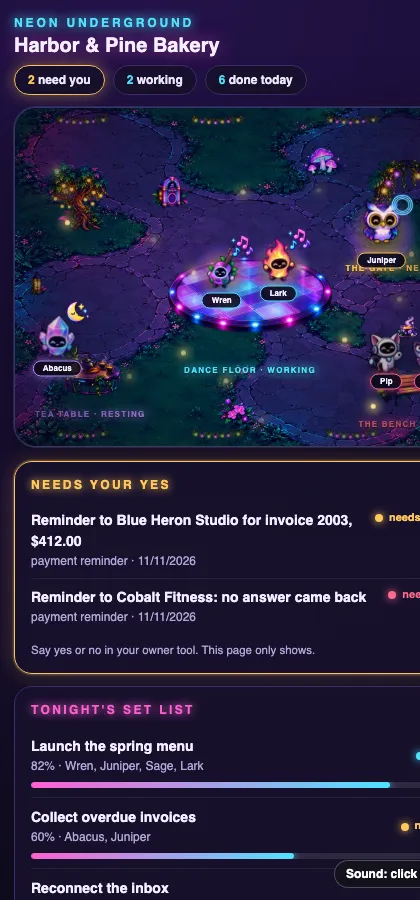 NEON UNDERGROUND
Harbor & Pine Bakery
2 need you
2 working
6 done today
Juniper
THE GATE · NE
Wren
Lark
Abacus
DANCE FLOOR · WORKING
Pip
TEA TABLE · RESTING
THE BENCH
NEEDS YOUR YES
Reminder to Blue Heron Studio for invoice 2003,
$412.00
needs
payment reminder · 11/11/2026
Reminder to Cobalt Fitness: no answer came back
nee
payment reminder · 11/11/2026
Say yes or no in your owner tool. This page only shows.
TONIGHT'S SET LIST
Launch the spring menu
82% · Wren, Juniper, Sage, Lark
Collect overdue invoices
60% · Abacus, Juniper
Reconnect the inbox
Sound: click